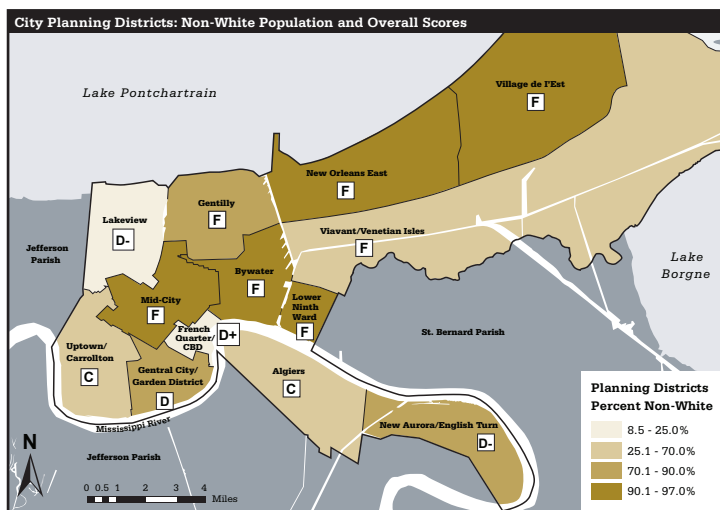 City Planning Districts: Non-White Population and Overall Scores
Lake Pontchartrain
Village de l'Est
F
New Orleans East
F
Gentilly
F
Lakeview
D-
Viavant/Venetian Isles
F
Jefferson
Parish
Lake
Borgne
Bywater
F
Mid-City
F
Lower
Ninth
Ward
F
French
Quarter/
CBD
D+
St. Bernard Parish
Uptown/
Carrollton
C
Gentral City/
Garden District
D
Algiers
C
New Aurora/English Turn
D-
Mississippi River
Jefferson Parish
N
0 0.5 1 2 3 4
Miles
Planning Districts
Percent Non-White
8.5 - 25.0%
25.1 - 70.0%
70.1 - 90.0%
90.1 - 97.0%